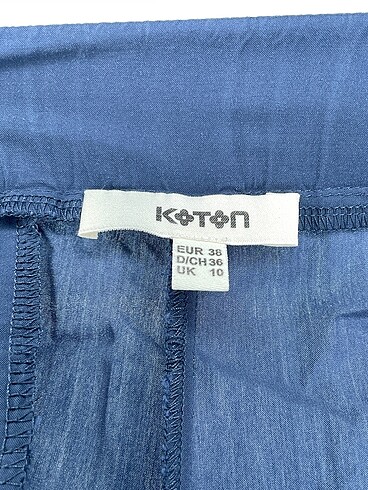 KOTON
EUR 38
D/CH 36
UK 10